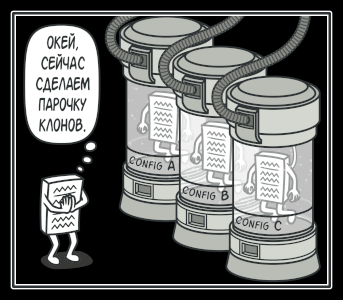 ОКЕЙ,
СЕЙЧАС
СДЕЛАЕМ
ПАРОЧКУ
КЛОНОВ.
CONFIG A
CONFIG B
CONFIG C